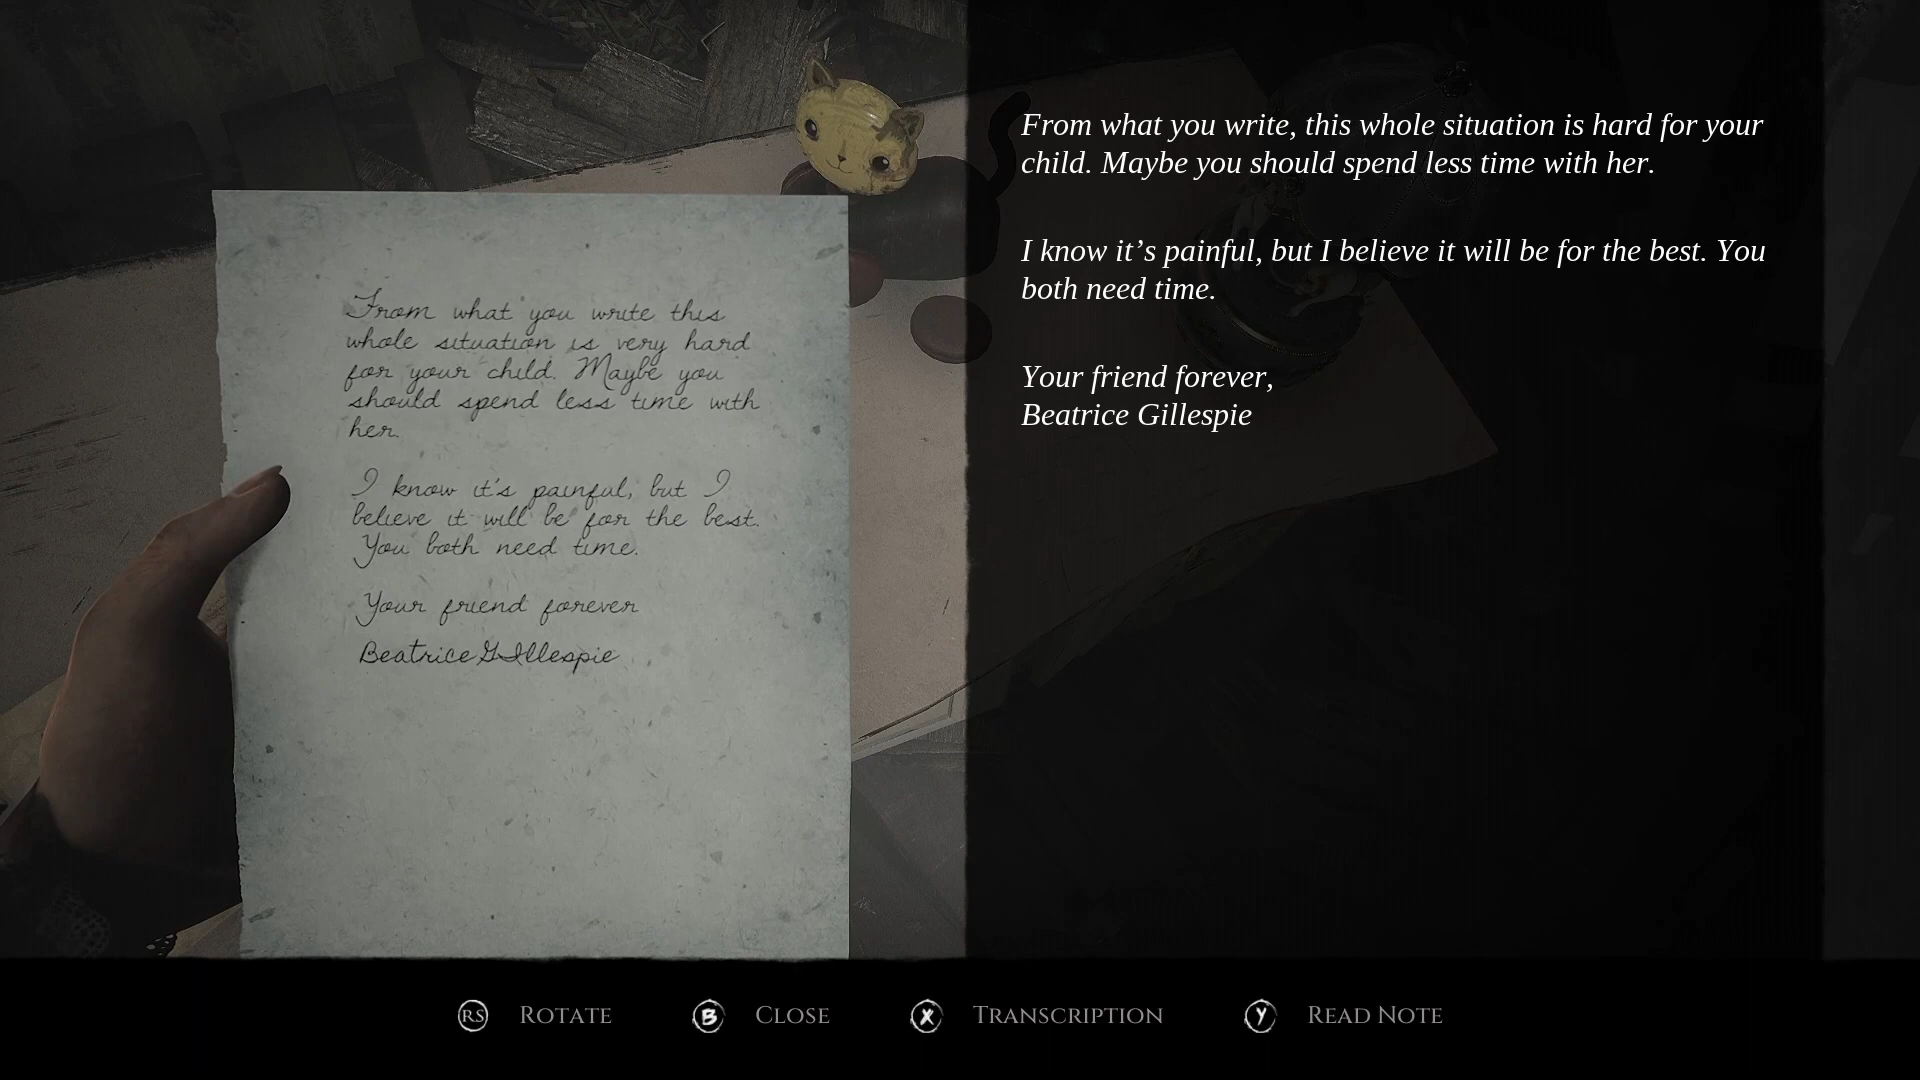 From what you write this
whole situation is very hard
for your child. Maybe you
should spend less time with
her.
I know it's painful, but I
believe it will be for the best.
You both need time.
Your friend forever
Beatrice GIllespie
From what you write, this whole situation is hard for your
child. Maybe you should spend less time with her.
I know it’s painful, but I believe it will be for the best. You
both need time.
Your friend forever,
Beatrice Gillespie
RS Rotate B Close X Transcription Y Read Note